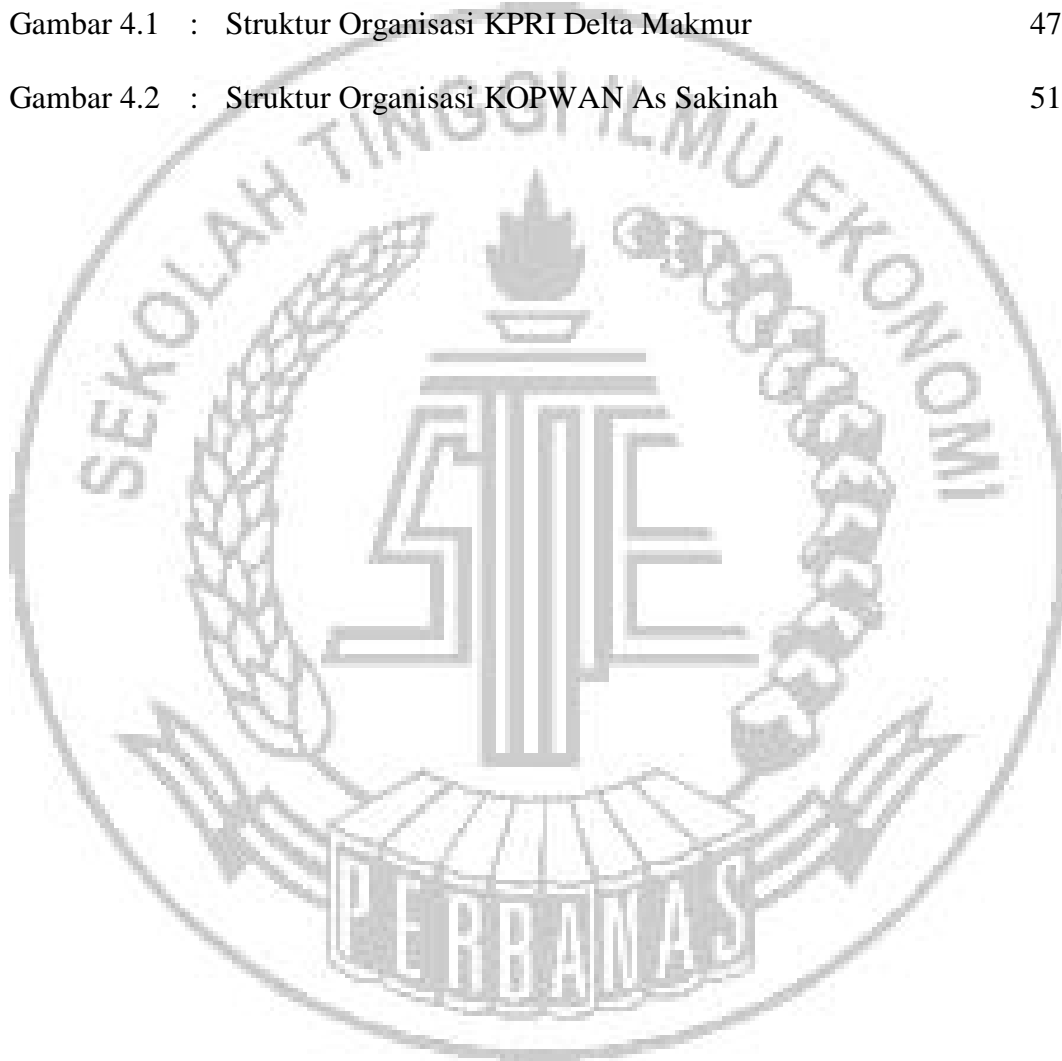 Gambar 4.1 : Struktur Organisasi KPRI Delta Makmur 47
Gambar 4.2 : Struktur Organisasi KOPWAN As Sakinah 51
SEKOLAH TINGGI ILMU EKONOMI
STIE
PERBANAS